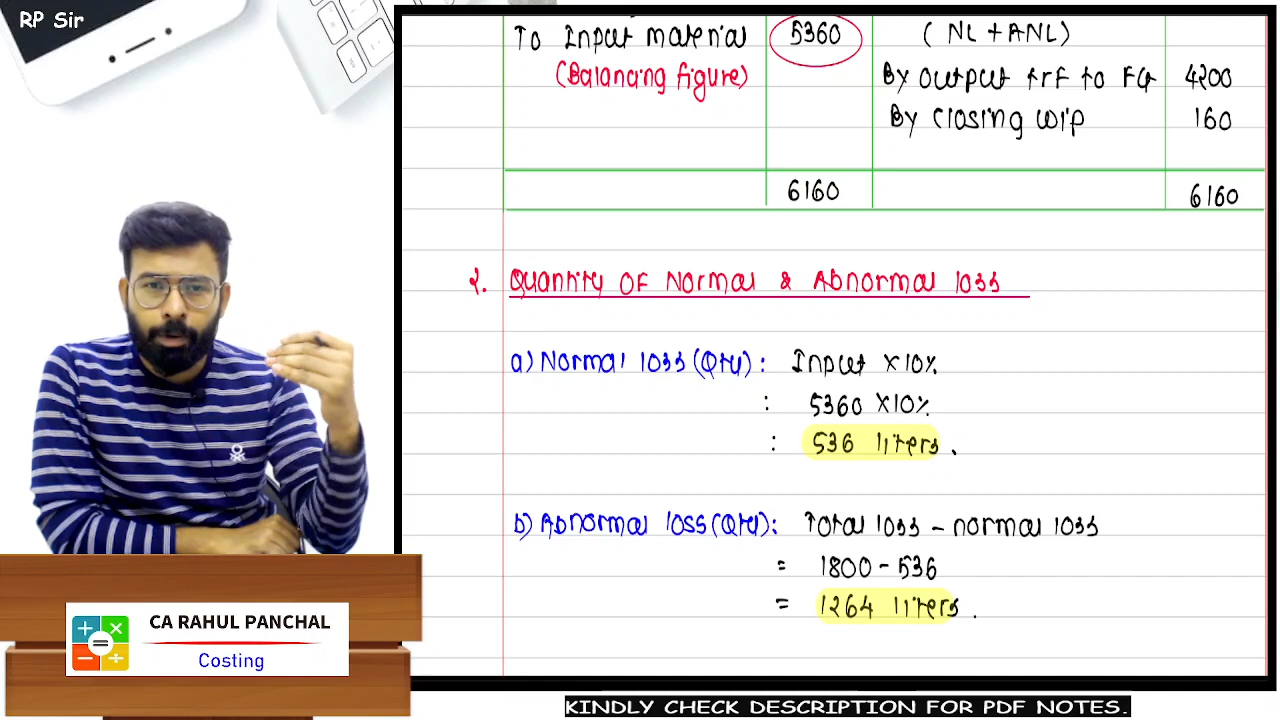 RP Sir
To Input material 5360 (NL + ANL)
(Balancing figure) By output trf to FG 4200
By Closing WIP 160
6160 6160
2. Quantity of Normal & Abnormal loss
a) Normal loss (Qty) : Input × 10%
: 5360 × 10%
: 536 liters.
b) Abnormal loss (Qty) : Total loss - normal loss
= 1800 - 536
= 1264 liters.
CA RAHUL PANCHAL
Costing
KINDLY CHECK DESCRIPTION FOR PDF NOTES.